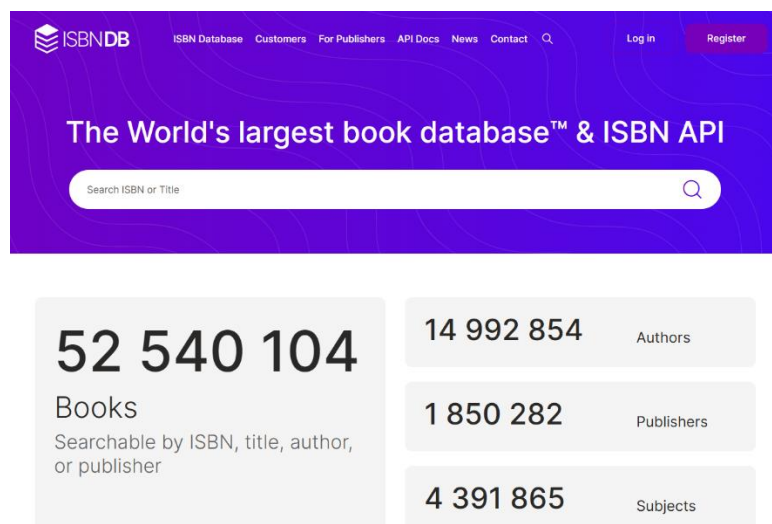 ISBNDB
ISBN Database Customers For Publishers API Docs News Contact
Log in
Register
The World's largest book database™ & ISBN API
Search ISBN or Title
52 540 104
Books
Searchable by ISBN, title, author,
or publisher
14 992 854 Authors
1 850 282 Publishers
4 391 865 Subjects